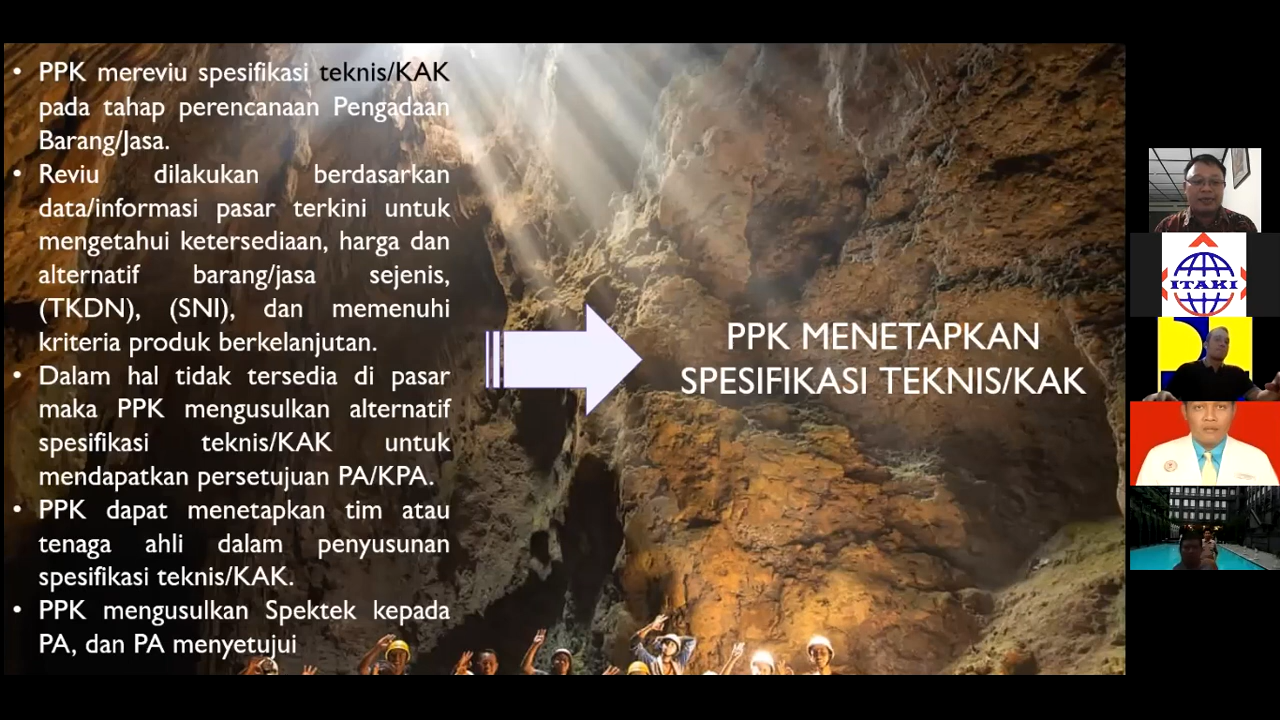 • PPK mereviu spesifikasi teknis/KAK
pada tahap perencanaan Pengadaan
Barang/Jasa.
• Reviu dilakukan berdasarkan
data/informasi pasar terkini untuk
mengetahui ketersediaan, harga dan
alternatif barang/jasa sejenis,
(TKDN), (SNI), dan memenuhi
kriteria produk berkelanjutan.
• Dalam hal tidak tersedia di pasar
maka PPK mengusulkan alternatif
spesifikasi teknis/KAK untuk
mendapatkan persetujuan PA/KPA.
• PPK dapat menetapkan tim atau
tenaga ahli dalam penyusunan
spesifikasi teknis/KAK.
• PPK mengusulkan Spektek kepada
PA, dan PA menyetujui
PPK MENETAPKAN
SPESIFIKASI TEKNIS/KAK
ITAKI